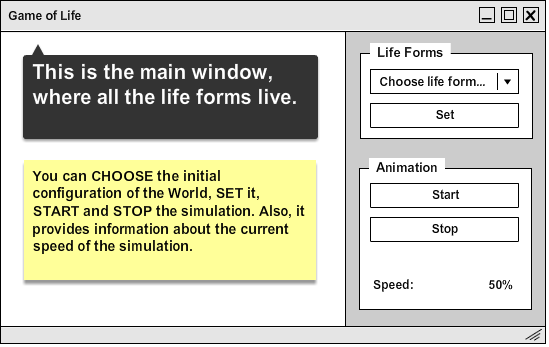 Game of Life
This is the main window,
where all the life forms live.
You can CHOOSE the initial
configuration of the World, SET it,
START and STOP the simulation. Also, it
provides information about the current
speed of the simulation.
Life Forms
Choose life form...
Set
Animation
Start
Stop
Speed: 50%